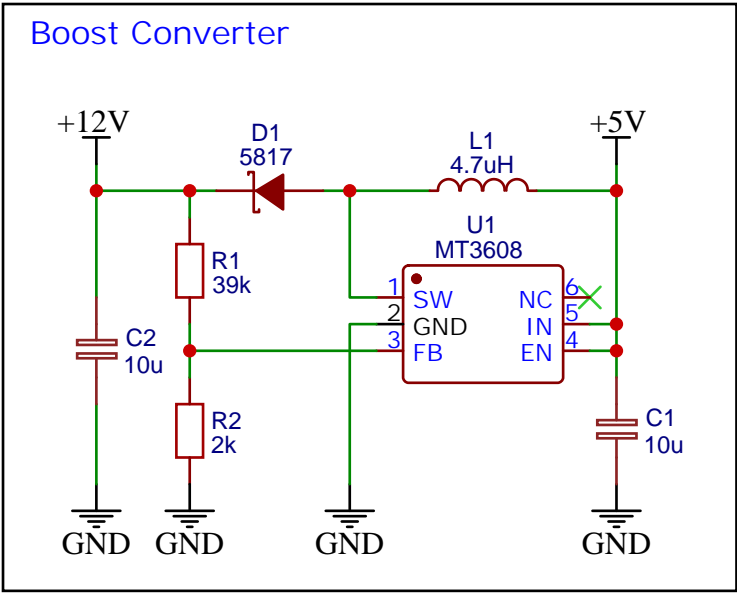 Boost Converter
+12V
D1
5817
L1
4.7uH
+5V
U1
MT3608
R1
39k
1 SW
NC 6
2 GND
IN 5
3 FB
EN 4
C2
10u
R2
2k
C1
10u
GND
GND
GND
GND